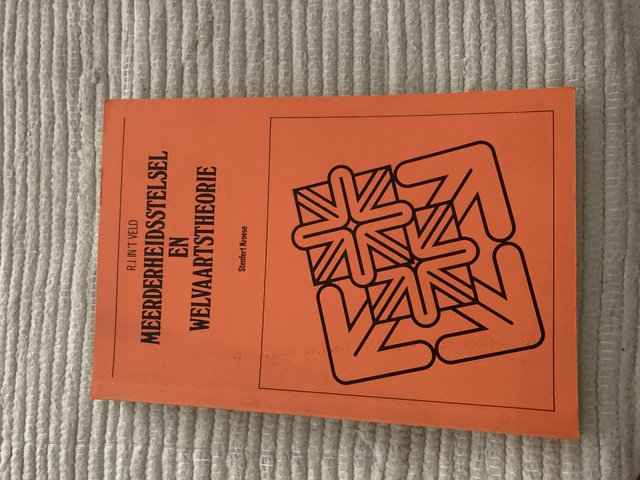 R.J. IN 'T VELD
MEERDERHEIDSSTELSEL
EN
WELVAARTSTHEORIE
Stenfert Kroese